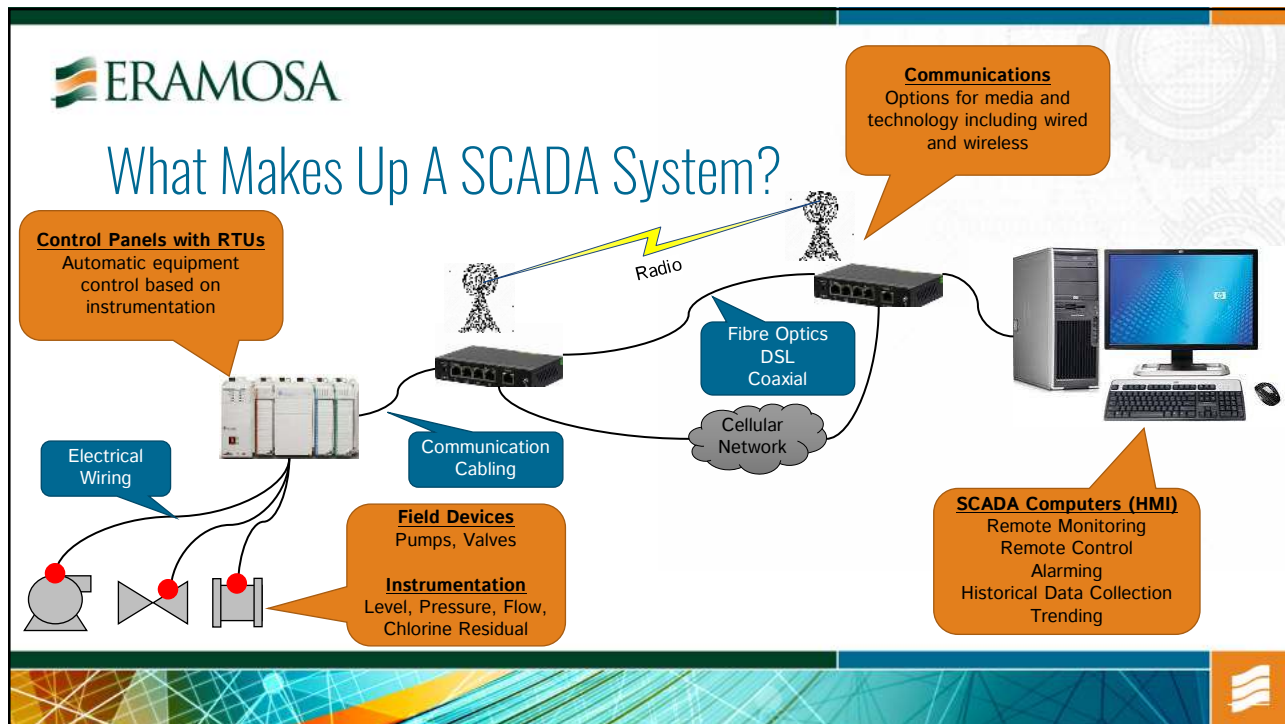 ERAMOSA
What Makes Up A SCADA System?
Communications
Options for media and
technology including wired
and wireless
Control Panels with RTUs
Automatic equipment
control based on
instrumentation
Radio
Fibre Optics
DSL
Coaxial
Cellular
Network
Communication
Cabling
Electrical
Wiring
Field Devices
Pumps, Valves
Instrumentation
Level, Pressure, Flow,
Chlorine Residual
SCADA Computers (HMI)
Remote Monitoring
Remote Control
Alarming
Historical Data Collection
Trending